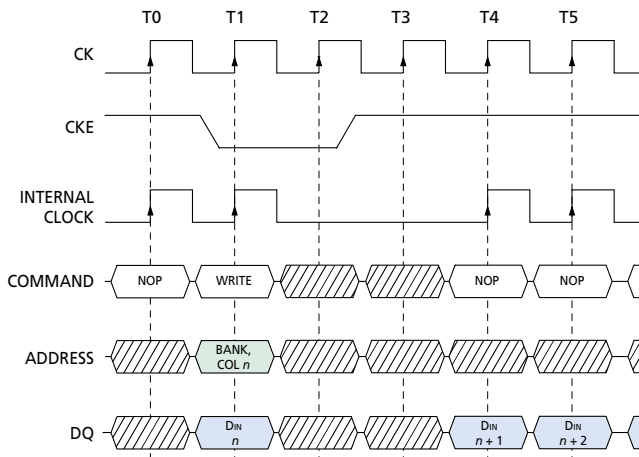 T0 T1 T2 T3 T4 T5
CK
CKE
INTERNAL
CLOCK
COMMAND NOP WRITE NOP NOP
ADDRESS BANK,
COL n
DQ DIN
n DIN
n + 1 DIN
n + 2